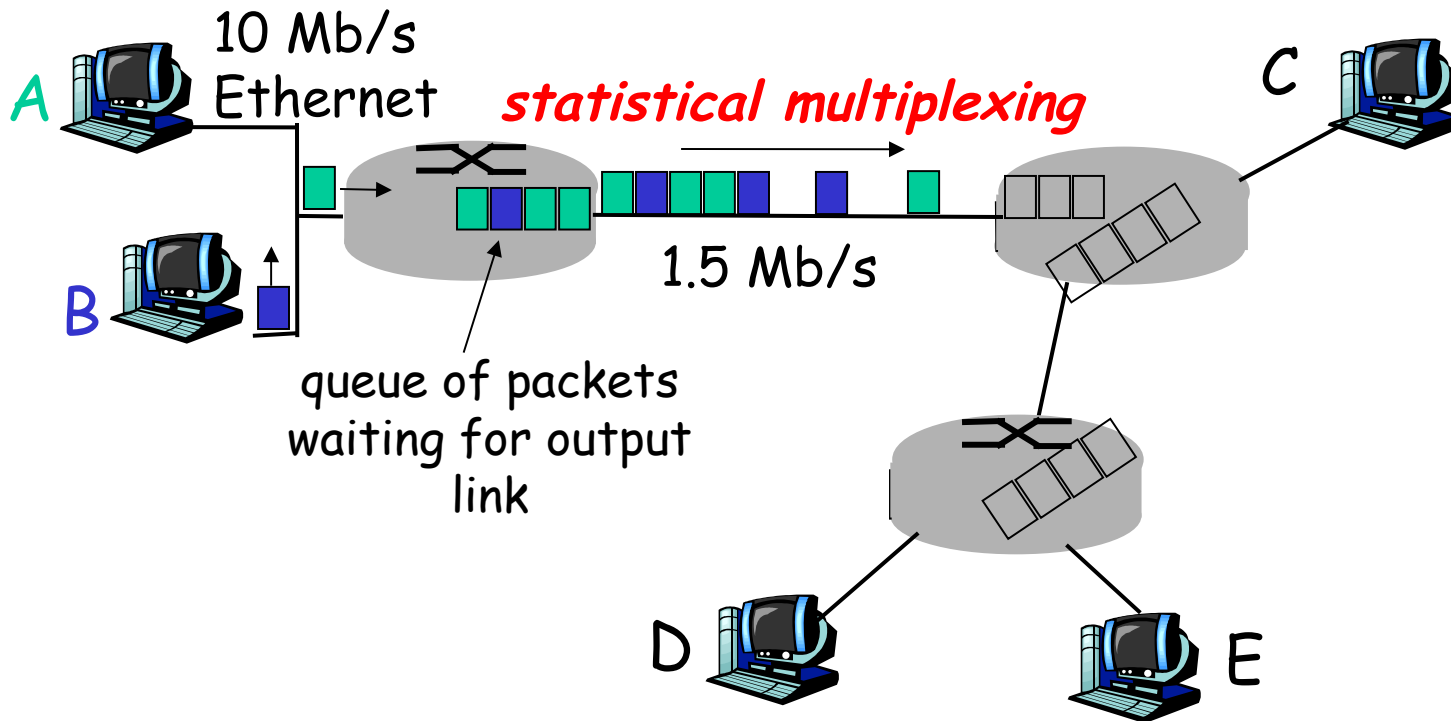 10 Mb/s
Ethernet
A
statistical multiplexing
C
B
1.5 Mb/s
queue of packets
waiting for output
link
D
E